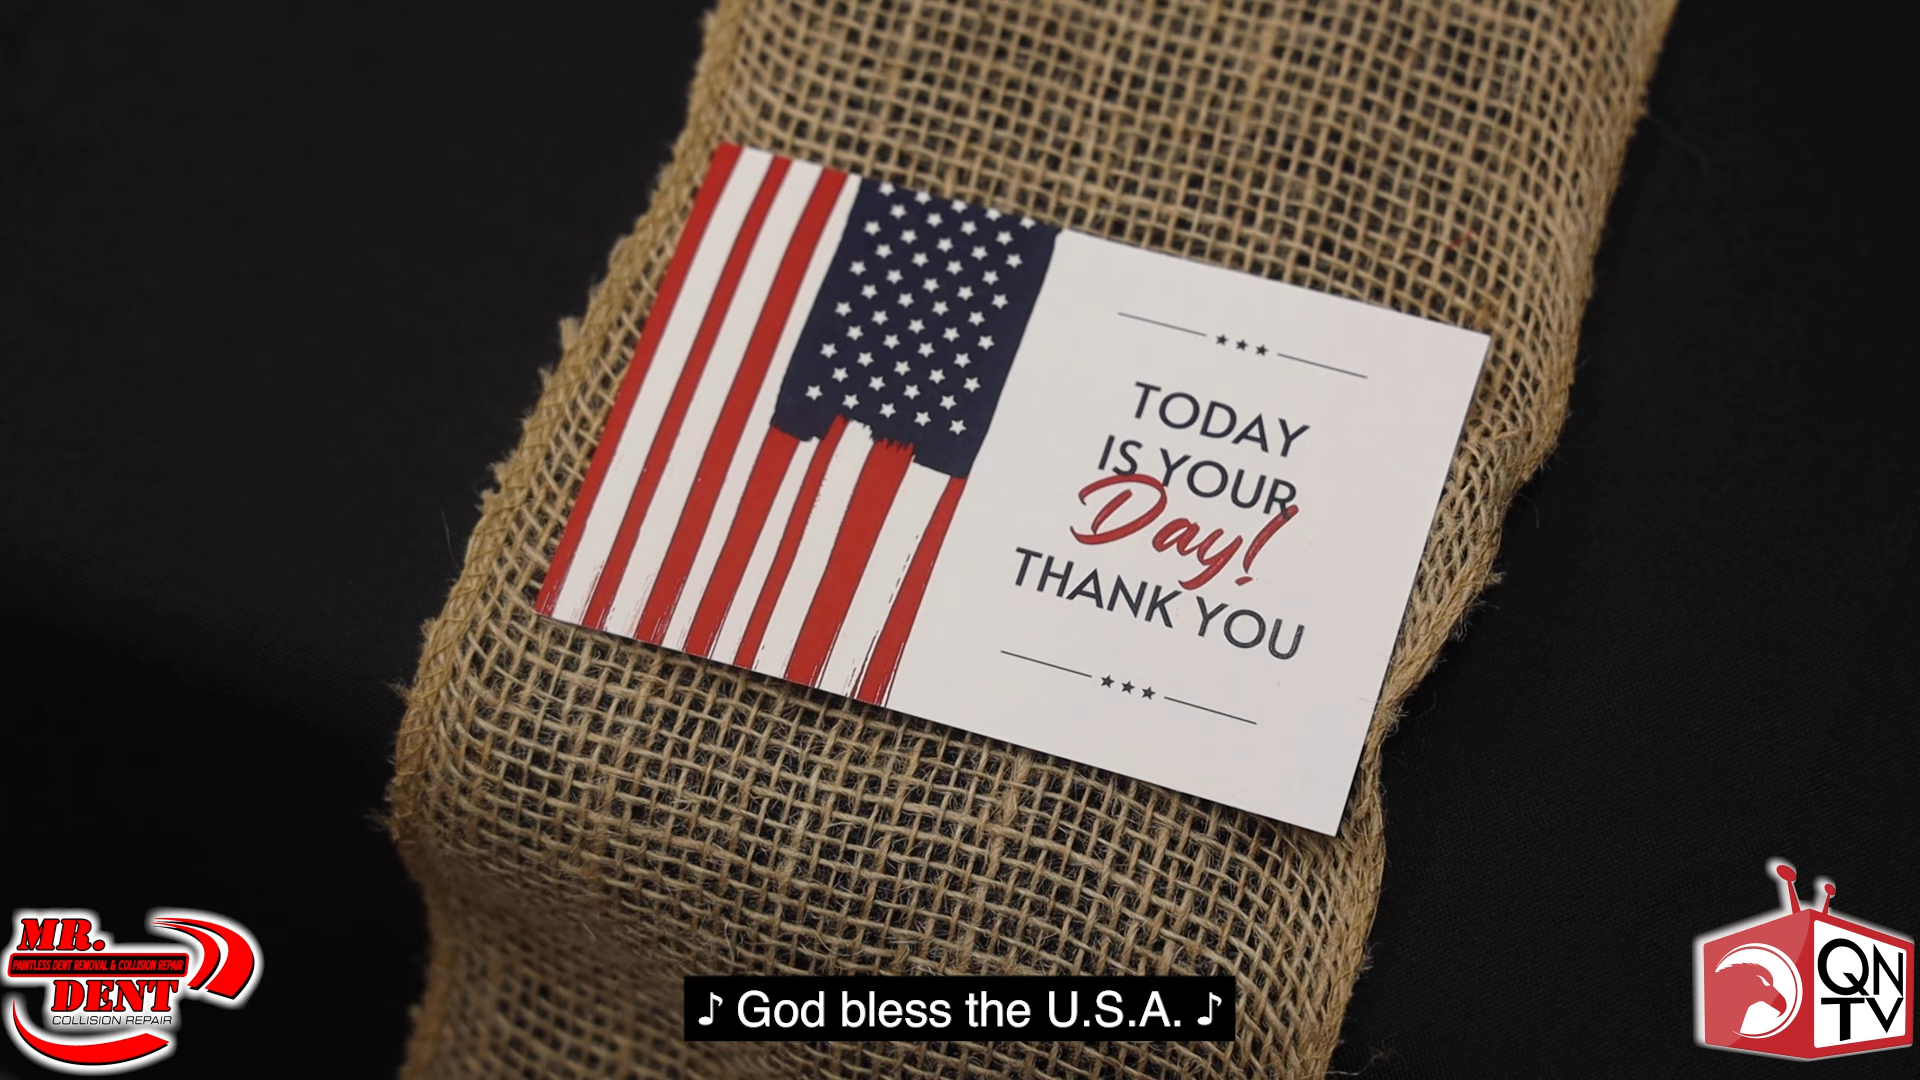 TODAY
IS YOUR
Day!
THANK YOU
MR.
PAINTLESS DENT REMOVAL & COLLISION REPAIR
DENT
COLLISION REPAIR
♪ God bless the U.S.A. ♪
QN
TV